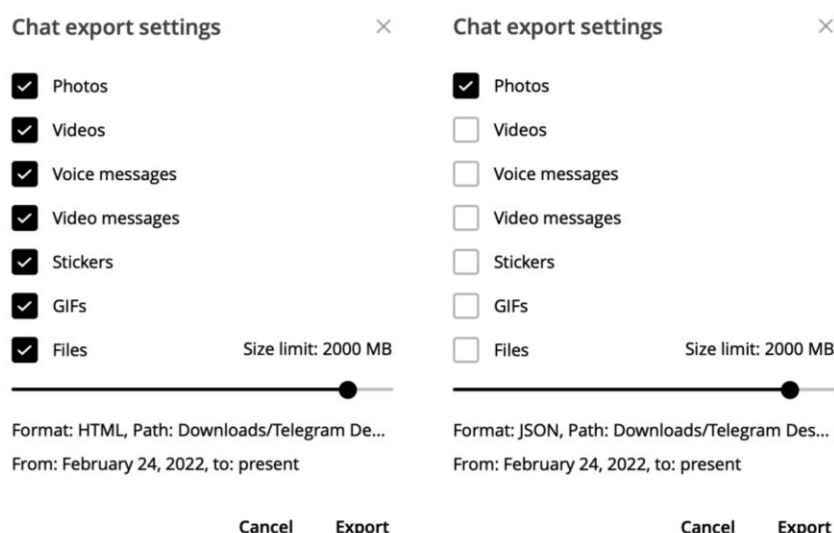 Chat export settings
Photos
Videos
Voice messages
Video messages
Stickers
GIFs
Files Size limit: 2000 MB
Format: HTML, Path: Downloads/Telegram De...
From: February 24, 2022, to: present
Cancel Export
Chat export settings
Photos
Videos
Voice messages
Video messages
Stickers
GIFs
Files Size limit: 2000 MB
Format: JSON, Path: Downloads/Telegram Des...
From: February 24, 2022, to: present
Cancel Export